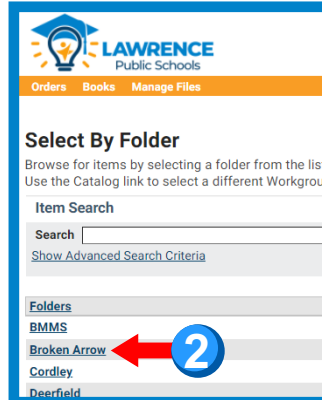 LAWRENCE
Public Schools
Orders Books Manage Files
Select By Folder
Browse for items by selecting a folder from the lis
Use the Catalog link to select a different Workgrou
Item Search
Search
Show Advanced Search Criteria
Folders
BMMS
Broken Arrow
2
Cordley
Deerfield